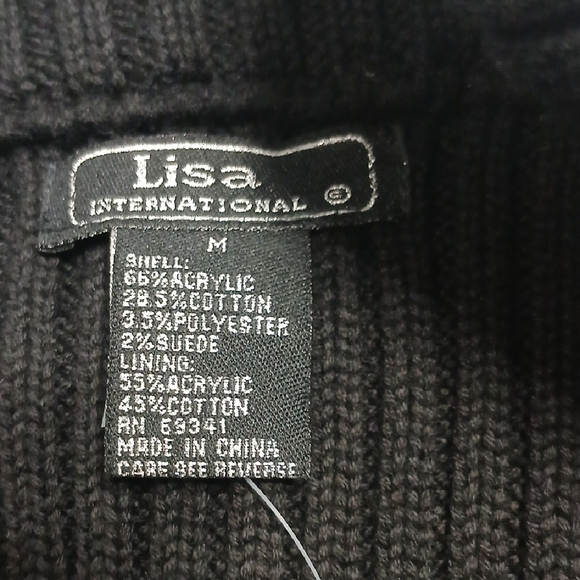 Lisa
INTERNATIONAL ®
M
SHELL:
66%ACRYLIC
28.5%COTTON
3.5%POLYESTER
2%SUEDE
LINING:
55%ACRYLIC
45%COTTON
RN 69341
MADE IN CHINA
CARE SEE REVERSE